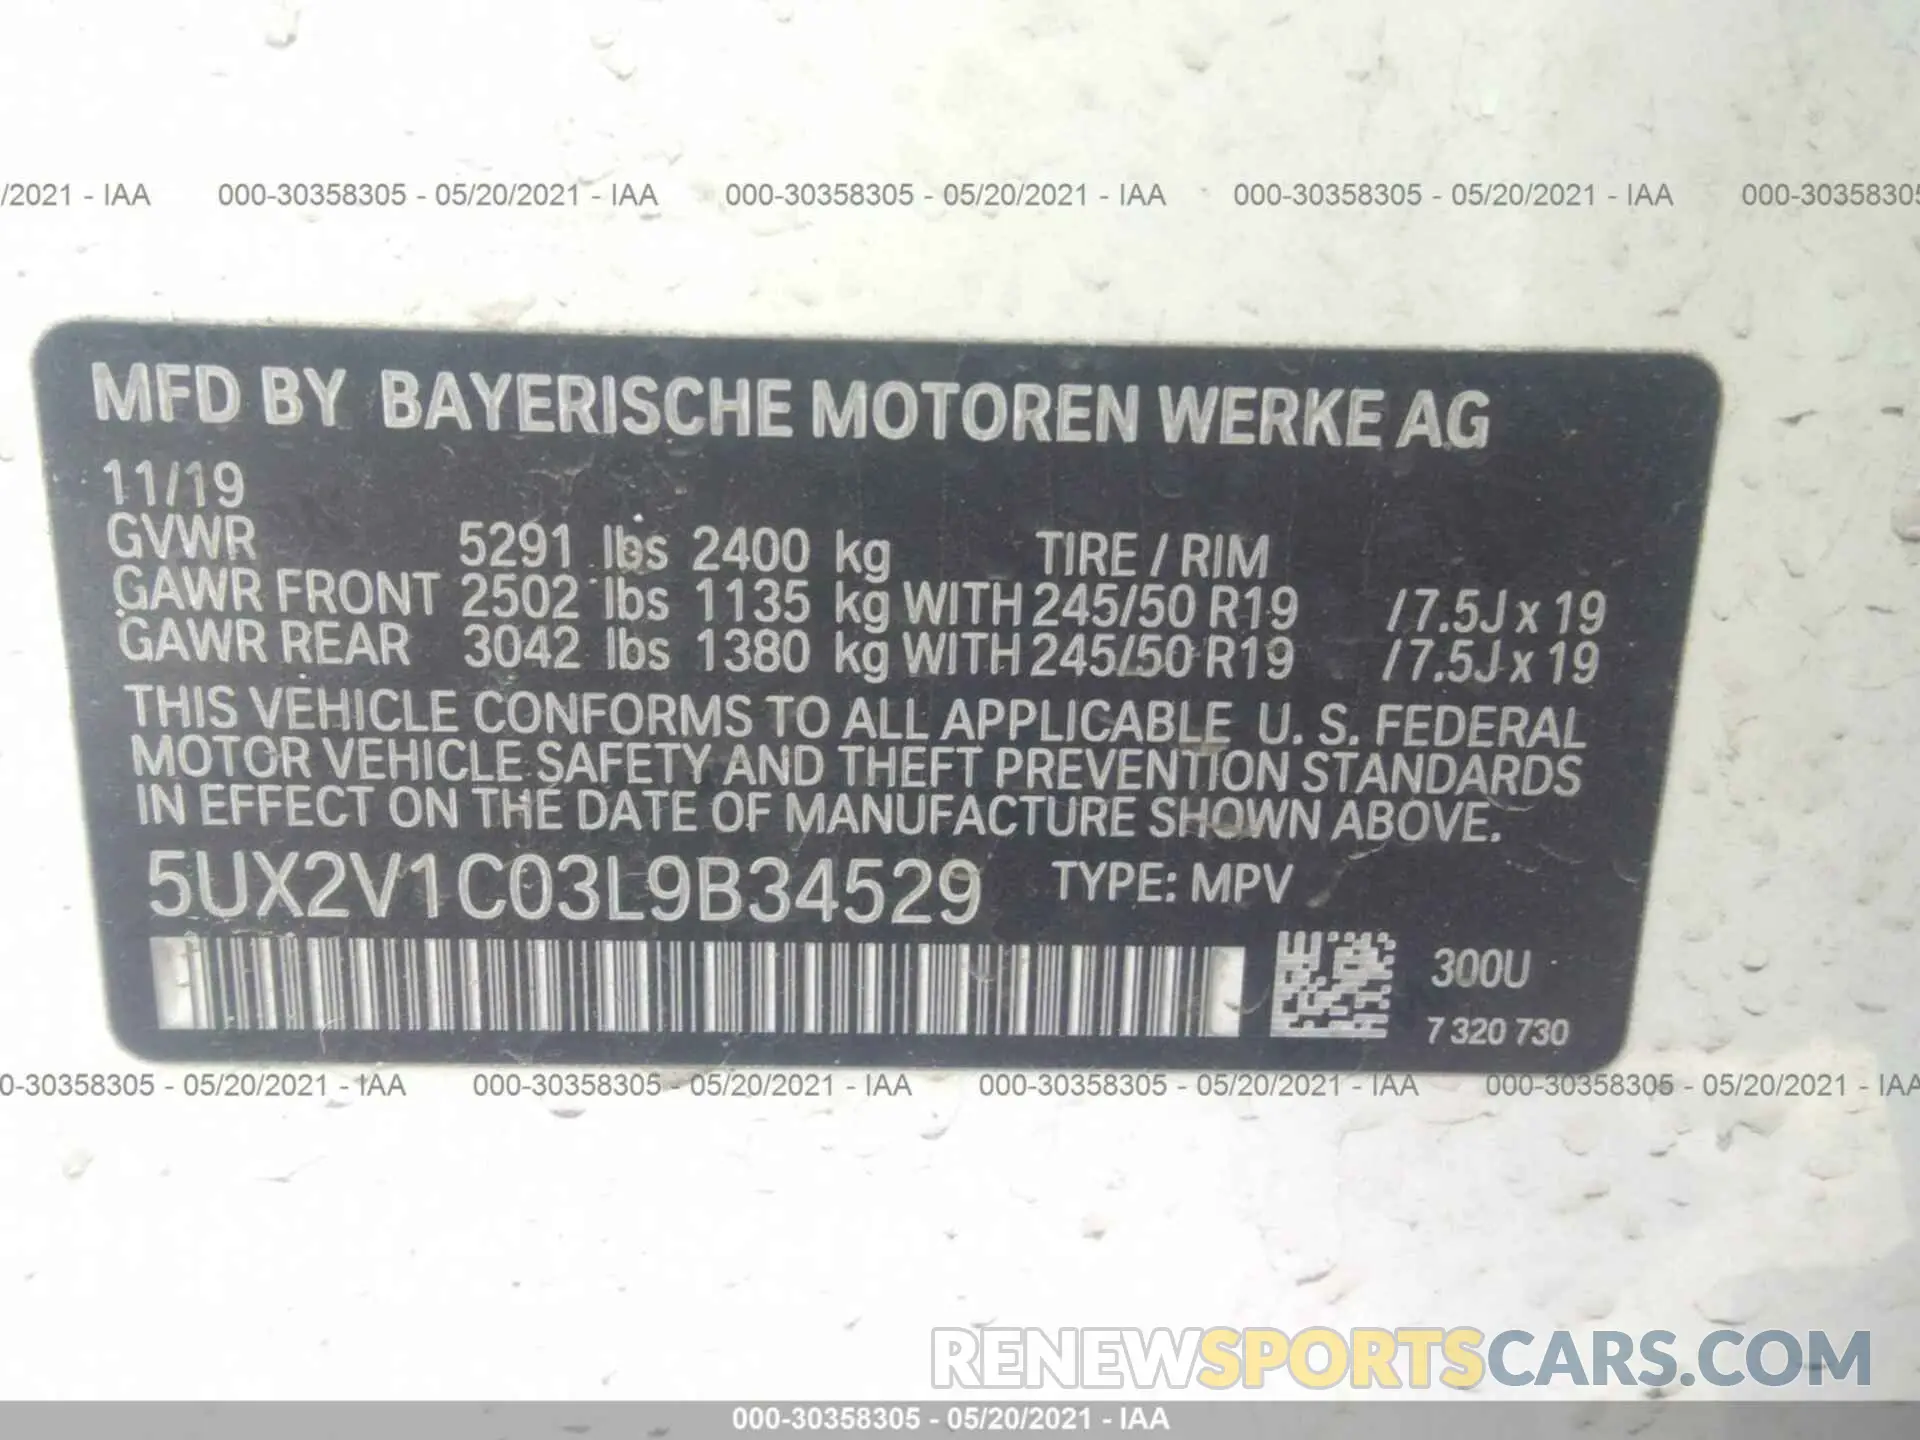 /2021 - IAA 000-30358305 - 05/20/2021 - IAA 000-30358305 - 05/20/2021 - IAA 000-30358305 - 05/20/2021 - IAA 000-30358305
MFD BY BAYERISCHE MOTOREN WERKE AG
11/19
GVWR 5291 lbs 2400 kg TIRE / RIM
GAWR FRONT 2502 lbs 1135 kg WITH 245/50 R19 /7.5J x 19
GAWR REAR 3042 lbs 1380 kg WITH 245/50 R19 /7.5J x 19
THIS VEHICLE CONFORMS TO ALL APPLICABLE U. S. FEDERAL
MOTOR VEHICLE SAFETY AND THEFT PREVENTION STANDARDS
IN EFFECT ON THE DATE OF MANUFACTURE SHOWN ABOVE.
5UX2V1C03L9B34529 TYPE: MPV
300U
7 320 730
0-30358305 - 05/20/2021 - IAA 000-30358305 - 05/20/2021 - IAA 000-30358305 - 05/20/2021 - IAA 000-30358305 - 05/20/2021 - IAA
RENEWSPORTSCARS.COM
000-30358305 - 05/20/2021 - IAA